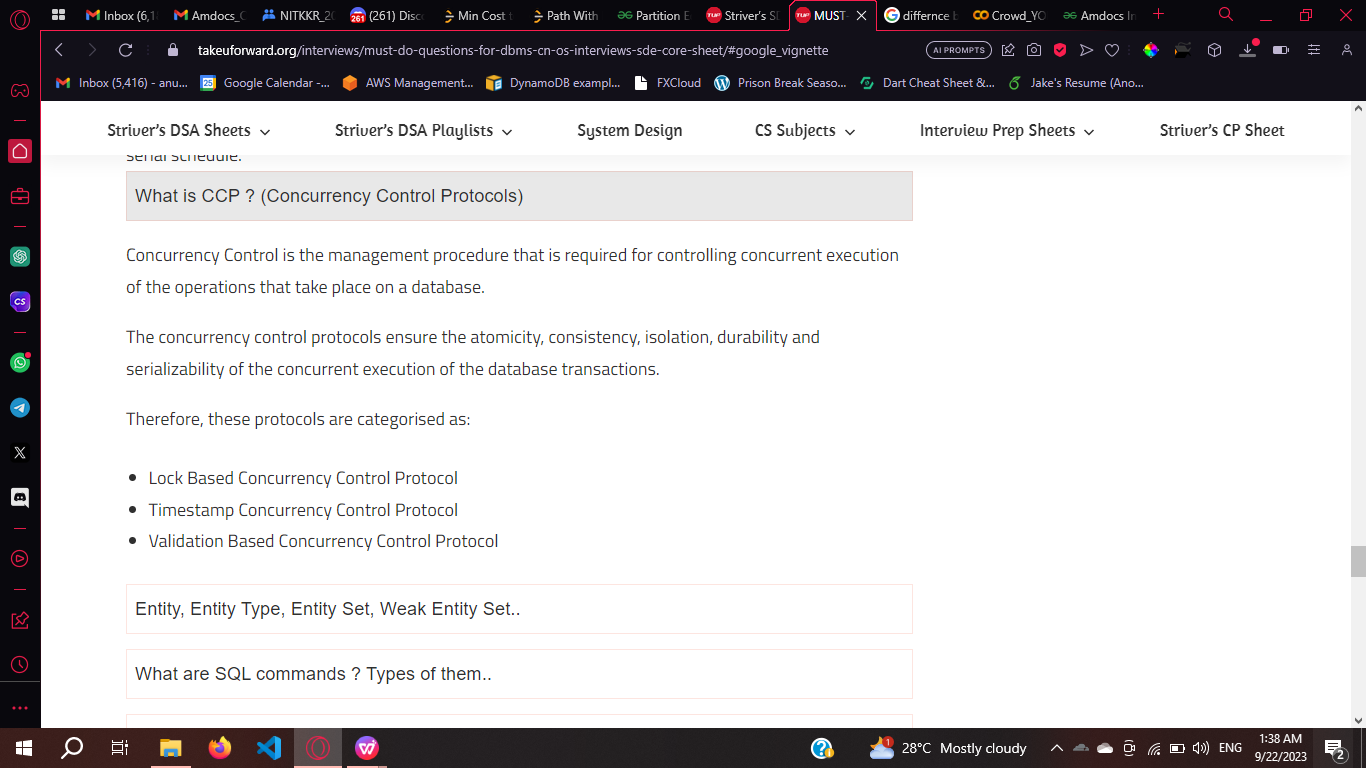 Inbox (6,1
Amdocs_C
NITKKR_20
(261) Disc
Min Cost t
Path With
Partition E
Striver's SD
MUST-
differnce b
Crowd_YO
Amdocs In
takeuforward.org/interviews/must-do-questions-for-dbms-cn-os-interviews-sde-core-sheet/#google_vignette
AI PROMPTS
Inbox (5,416) - anu...
Google Calendar -...
AWS Management...
DynamoDB exampl...
FXCloud
Prison Break Seaso...
Dart Cheat Sheet &...
Jake's Resume (Ano...
Striver's DSA Sheets
Striver's DSA Playlists
System Design
CS Subjects
Interview Prep Sheets
Striver's CP Sheet
serial schedule.
What is CCP ? (Concurrency Control Protocols)
Concurrency Control is the management procedure that is required for controlling concurrent execution
of the operations that take place on a database.
The concurrency control protocols ensure the atomicity, consistency, isolation, durability and
serializability of the concurrent execution of the database transactions.
Therefore, these protocols are categorised as:
Lock Based Concurrency Control Protocol
Timestamp Concurrency Control Protocol
Validation Based Concurrency Control Protocol
Entity, Entity Type, Entity Set, Weak Entity Set..
What are SQL commands ? Types of them..
28°C Mostly cloudy
ENG
1:38 AM
9/22/2023